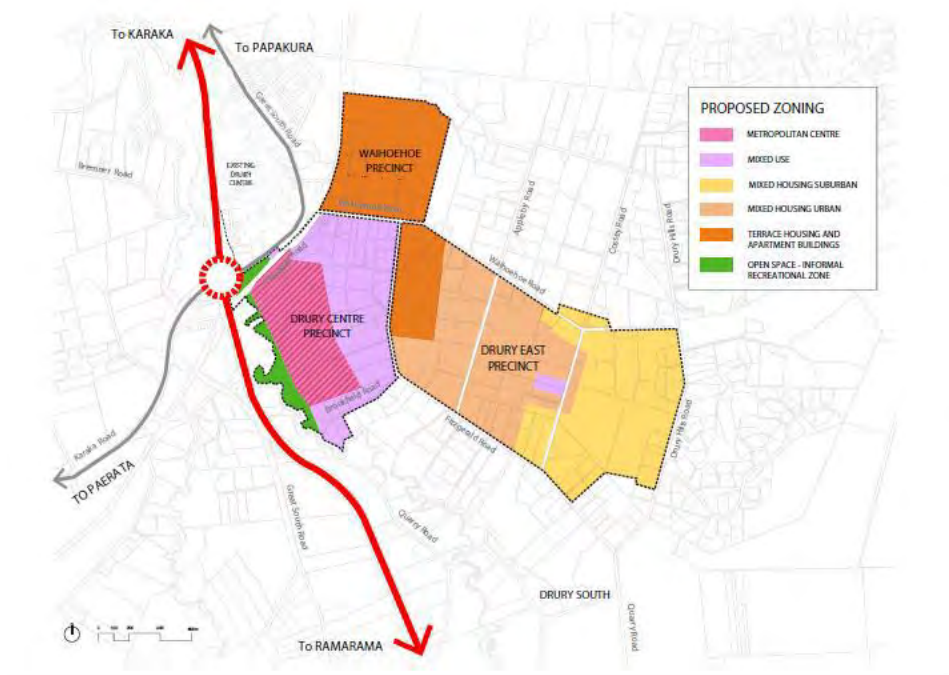 To KARAKA
To PAPAKURA
Great South Road
Bremner Road
EXISTING
DRURY
CENTRE
WAIHOEHOE
PRECINCT
Appleby Road
Cossey Road
Drury Hills Road
Waihoehoe Road
DRURY CENTRE
PRECINCT
DRURY EAST
PRECINCT
Brookfield Road
Fitzgerald Road
Drury Hills Road
Karaka Road
TO PAERATA
Great South Road
Quarry Road
DRURY SOUTH
Quarry Road
To RAMARAMA
PROPOSED ZONING
METROPOLITAN CENTRE
MIXED USE
MIXED HOUSING SUBURBAN
MIXED HOUSING URBAN
TERRACE HOUSING AND
APARTMENT BUILDINGS
OPEN SPACE - INFORMAL
RECREATIONAL ZONE